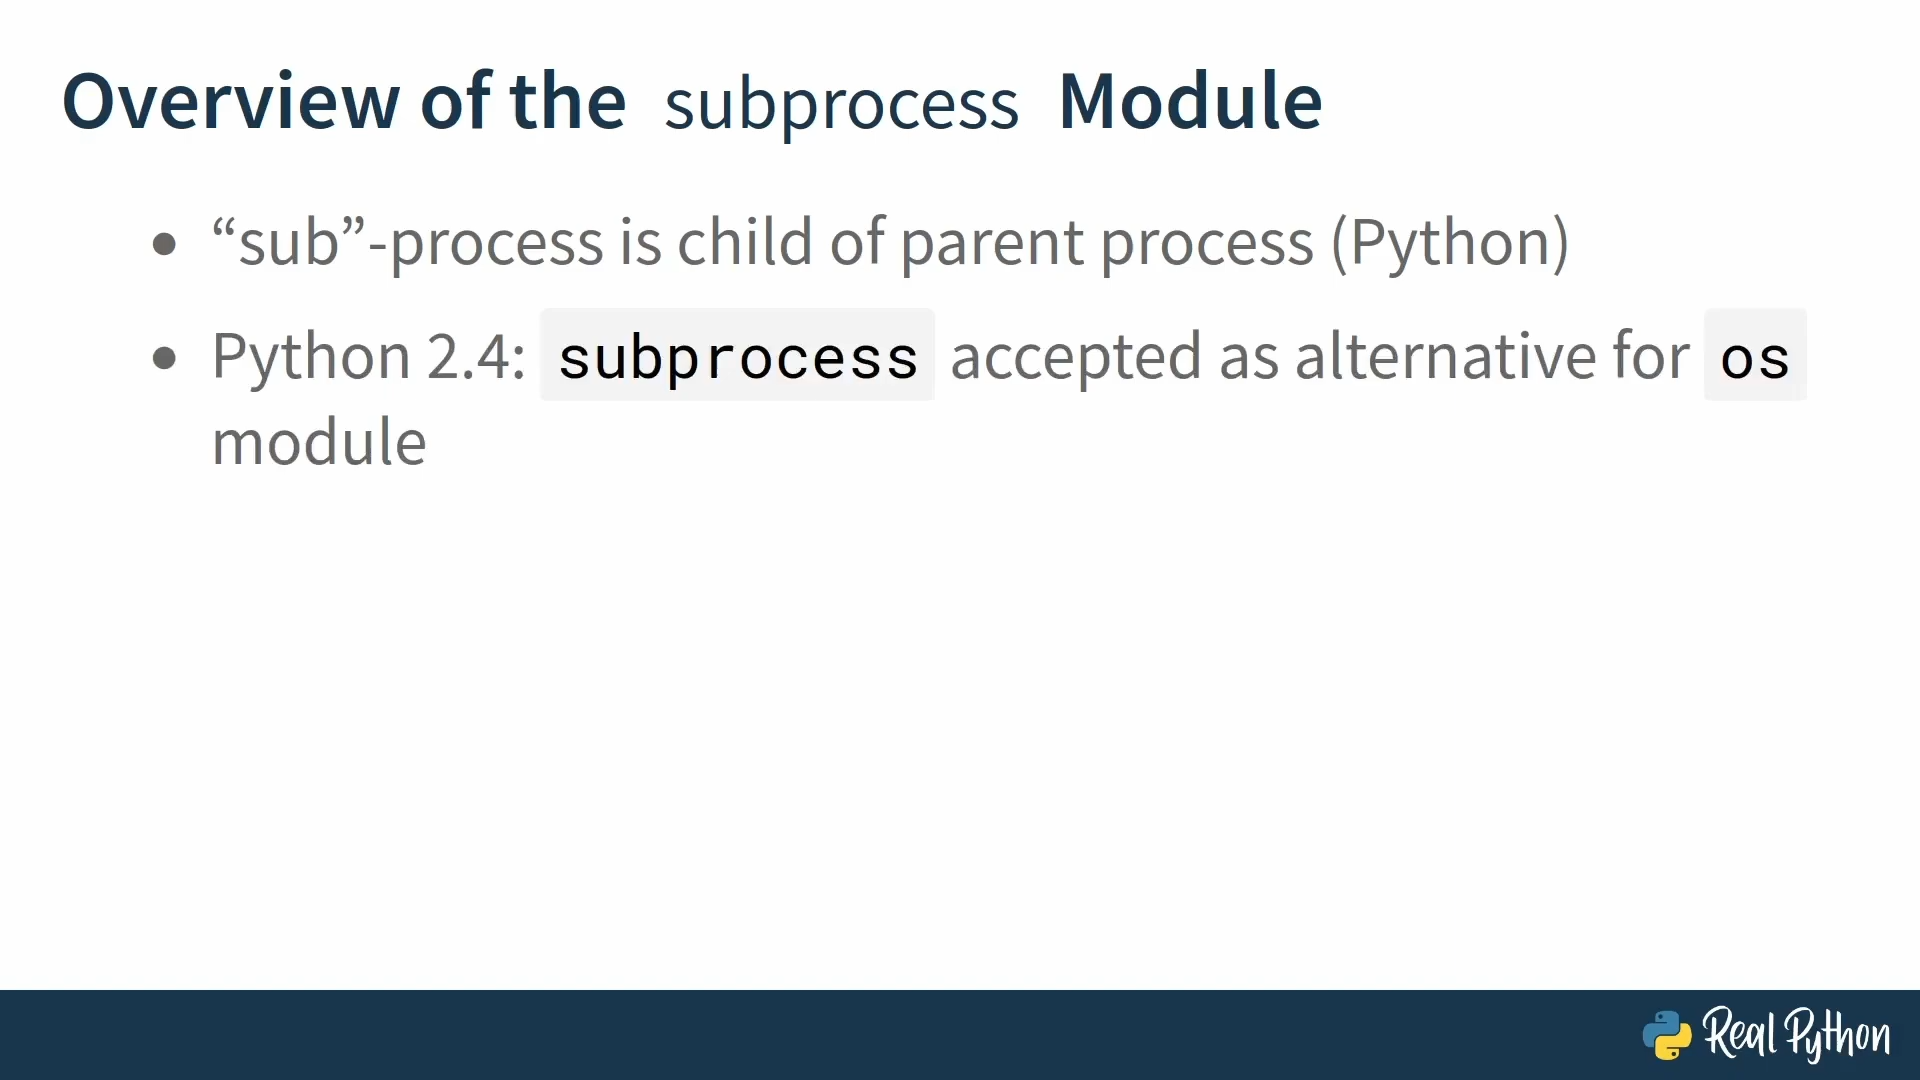 Overview of the subprocess Module
• “sub”-process is child of parent process (Python)
• Python 2.4: subprocess accepted as alternative for os
module
Real Python